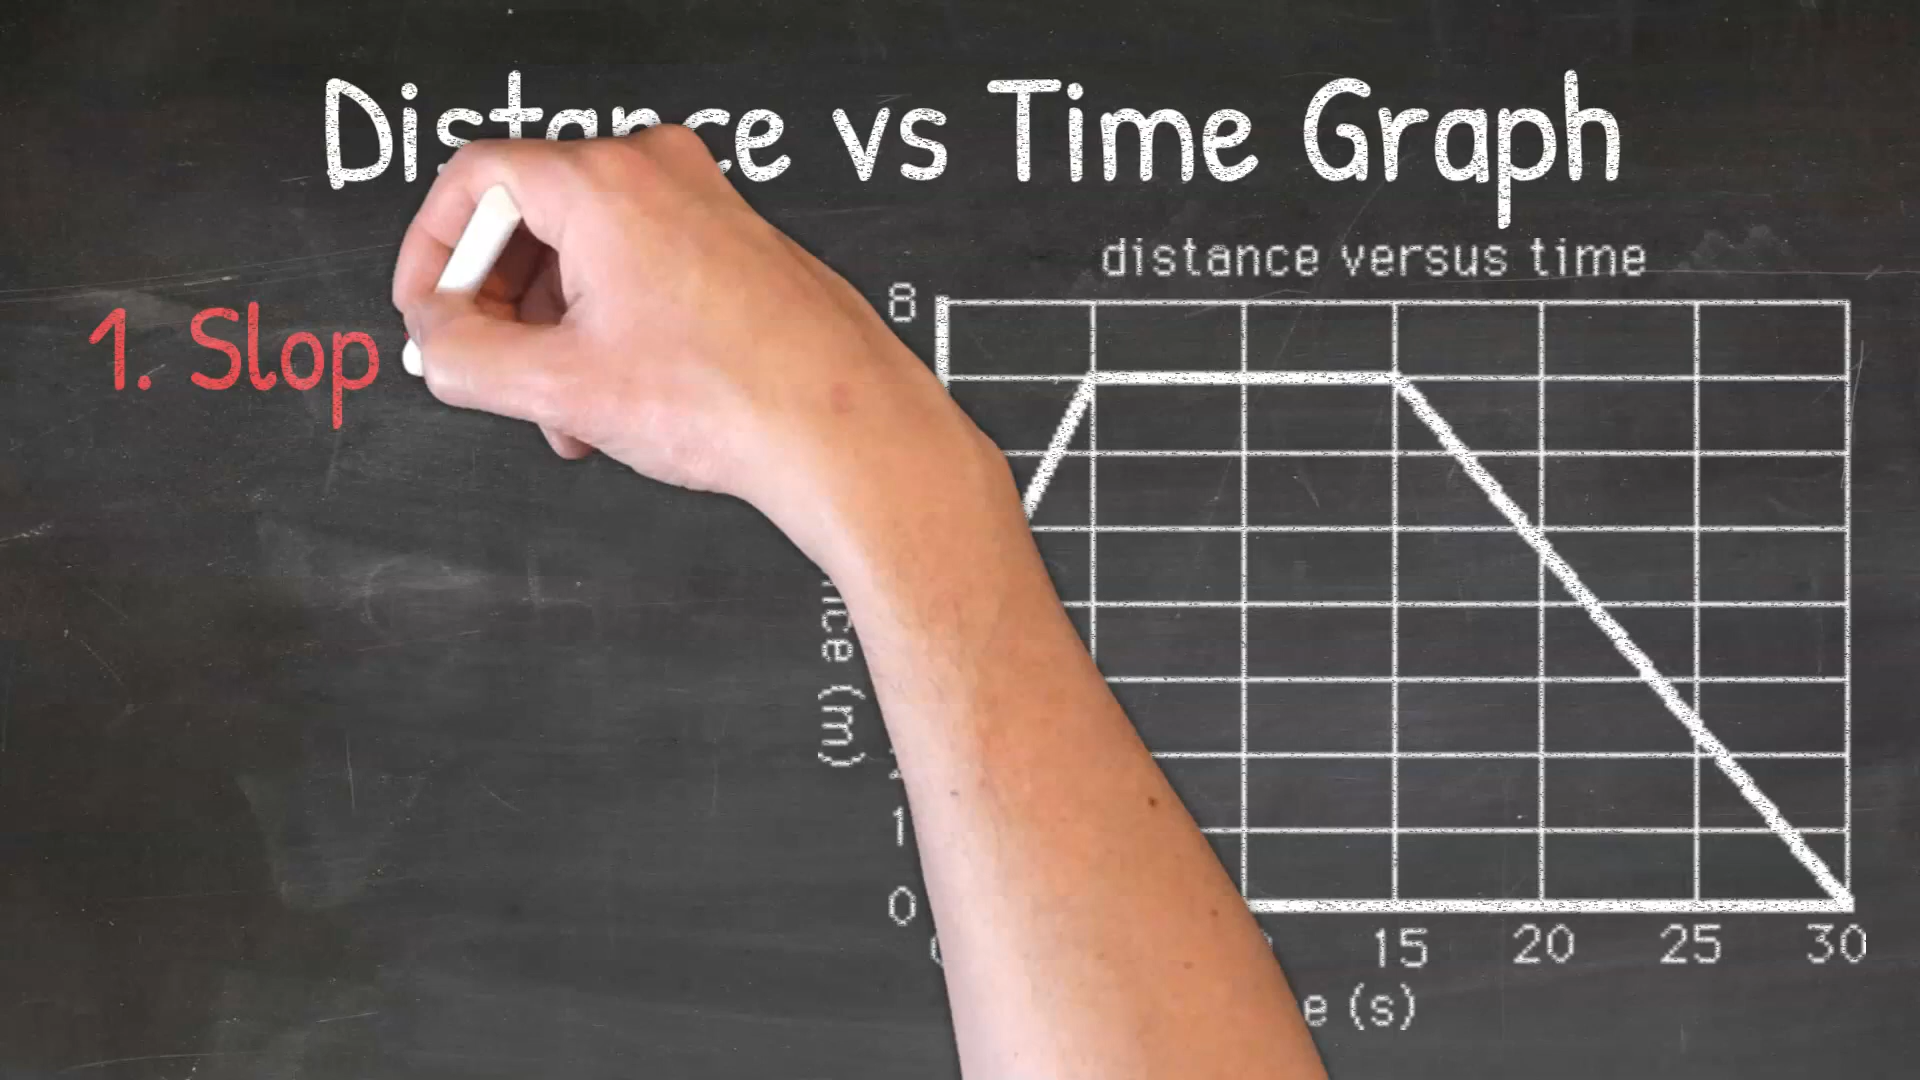 Distance vs Time Graph
distance versus time
1. Slop
8
(m)
1
0
15 20 25 30
(s)